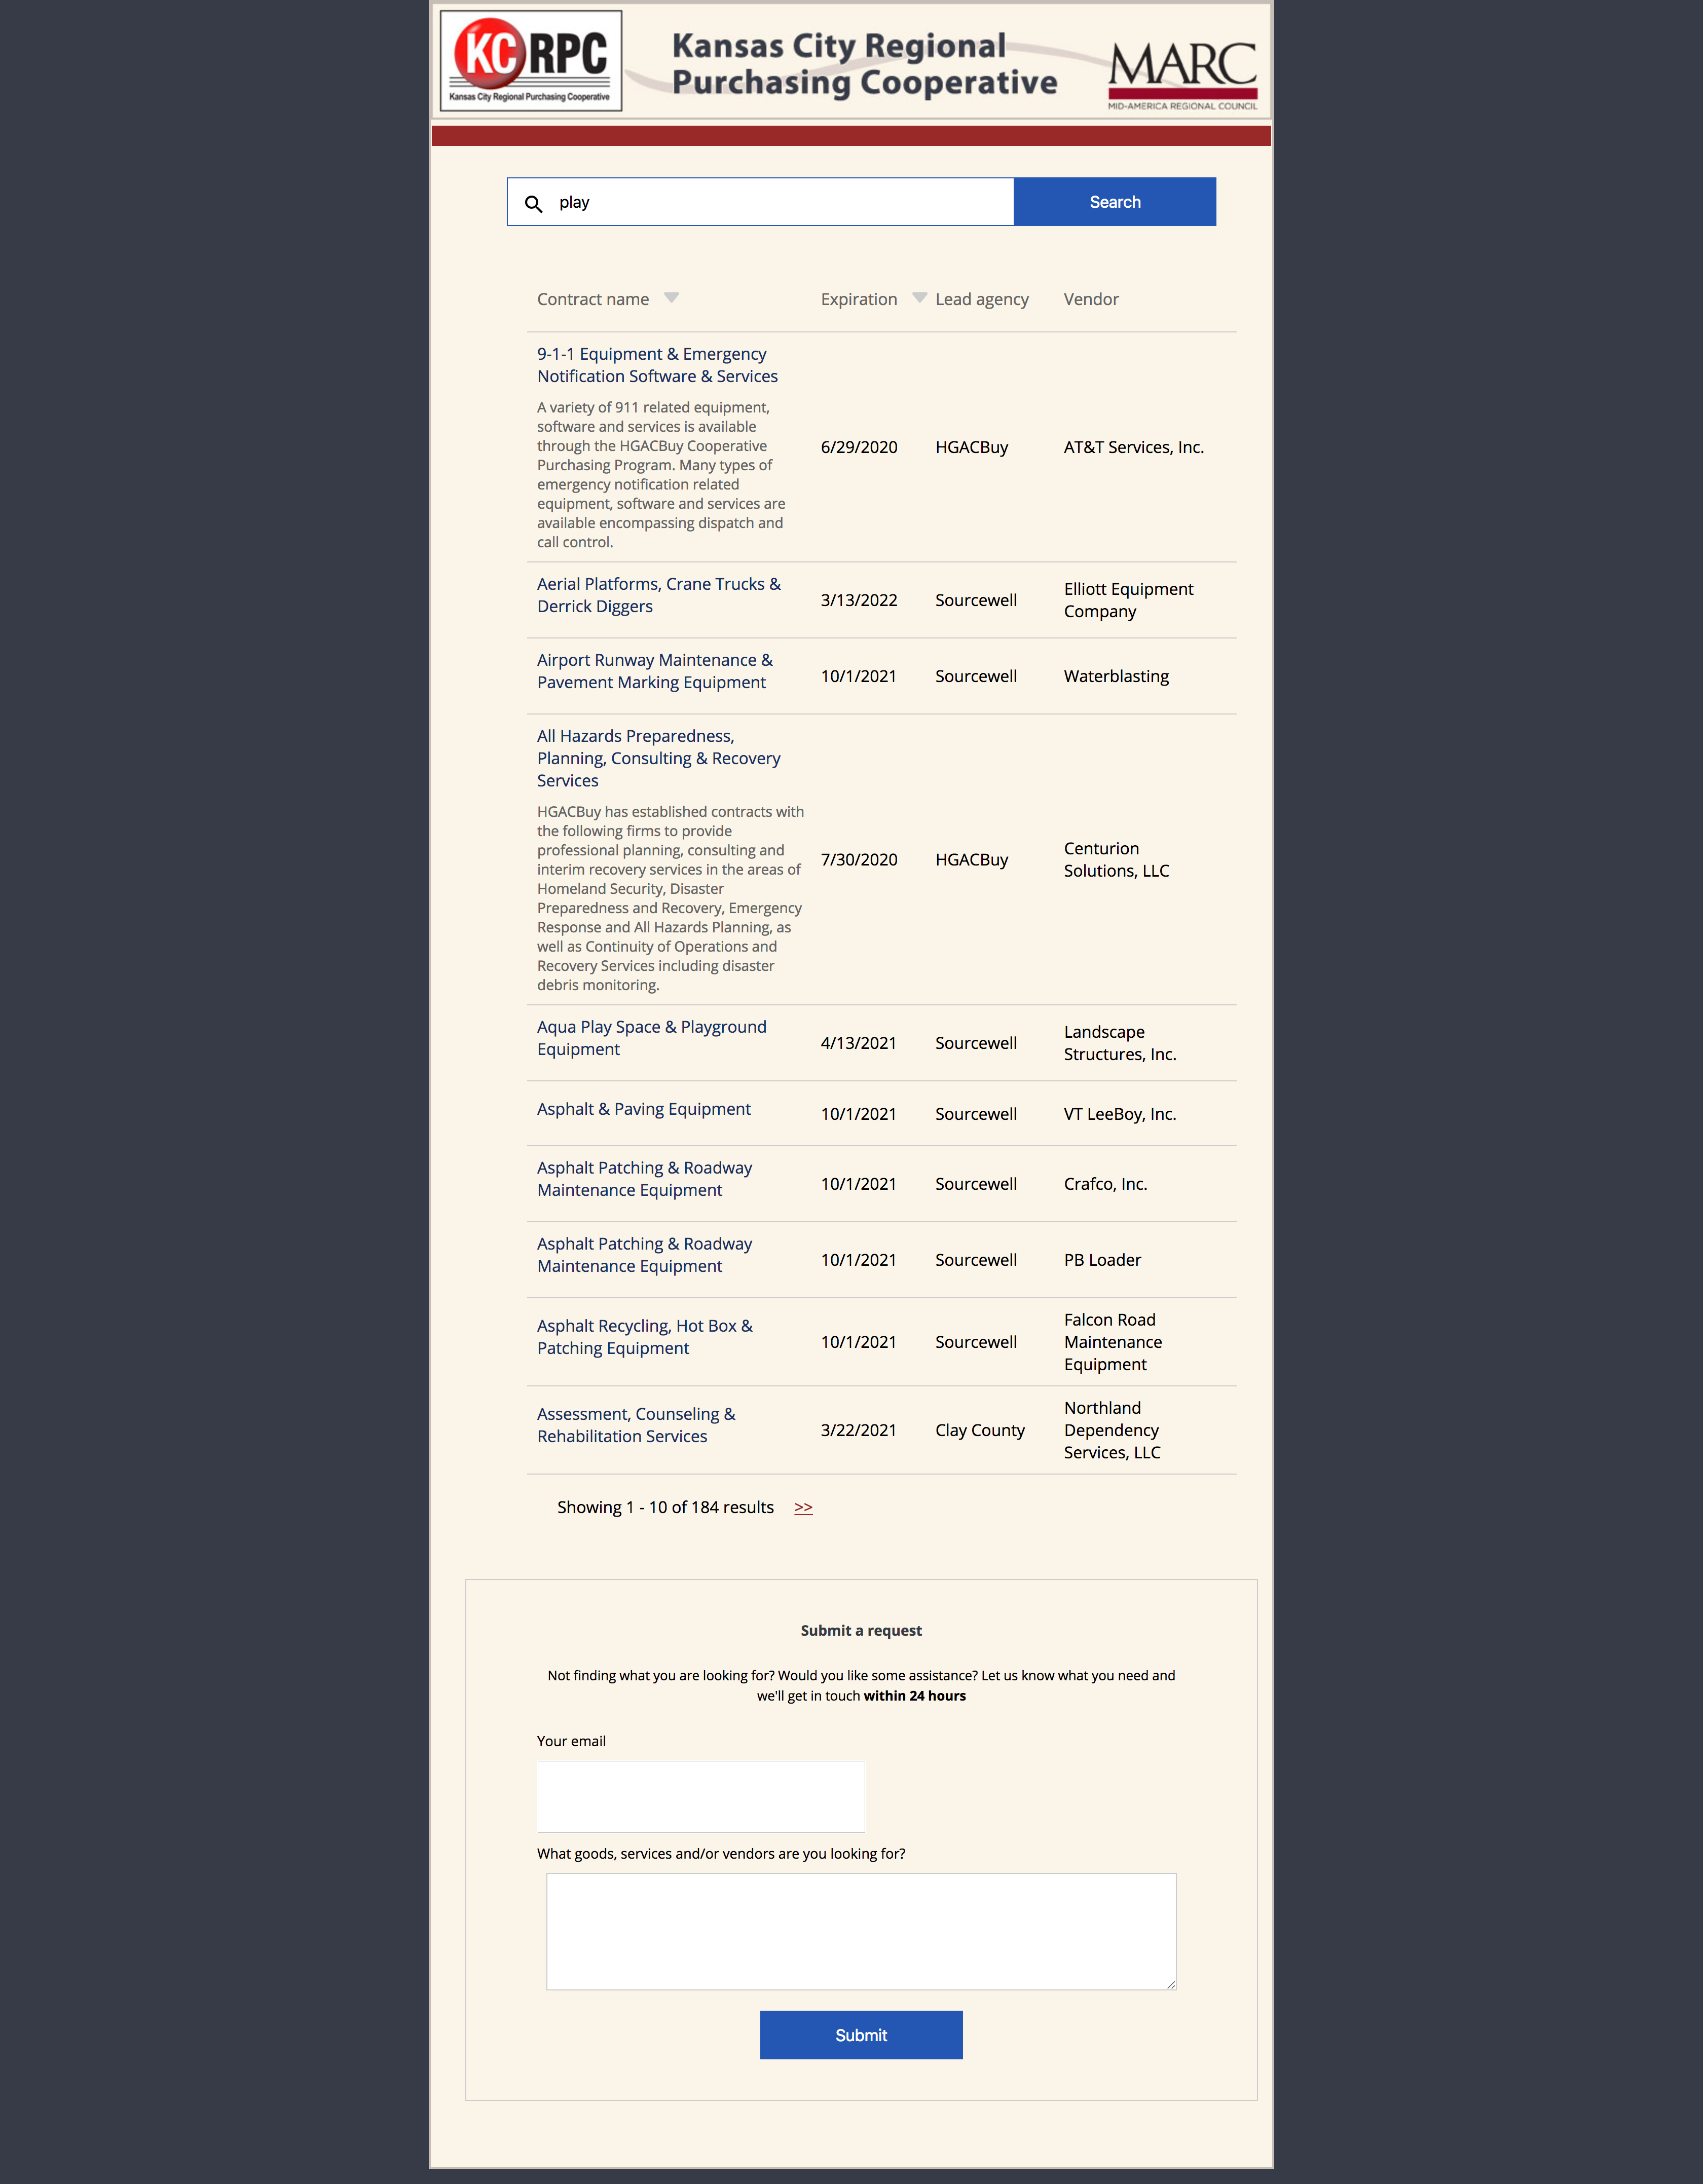 KC RPC
Kansas City Regional Purchasing Cooperative
Kansas City Regional
Purchasing Cooperative
MARC
MID-AMERICA REGIONAL COUNCIL
play
Search
Contract name Expiration Lead agency Vendor
9-1-1 Equipment & Emergency
Notification Software & Services
A variety of 911 related equipment,
software and services is available
through the HGACBuy Cooperative
Purchasing Program. Many types of
emergency notification related
equipment, software and services are
available encompassing dispatch and
call control.
6/29/2020 HGACBuy AT&T Services, Inc.
Aerial Platforms, Crane Trucks &
Derrick Diggers
3/13/2022 Sourcewell
Elliott Equipment
Company
Airport Runway Maintenance &
Pavement Marking Equipment
10/1/2021 Sourcewell Waterblasting
All Hazards Preparedness,
Planning, Consulting & Recovery
Services
HGACBuy has established contracts with
the following firms to provide
professional planning, consulting and
interim recovery services in the areas of
Homeland Security, Disaster
Preparedness and Recovery, Emergency
Response and All Hazards Planning, as
well as Continuity of Operations and
Recovery Services including disaster
debris monitoring.
7/30/2020 HGACBuy
Centurion
Solutions, LLC
Aqua Play Space & Playground
Equipment
4/13/2021 Sourcewell
Landscape
Structures, Inc.
Asphalt & Paving Equipment
10/1/2021 Sourcewell VT LeeBoy, Inc.
Asphalt Patching & Roadway
Maintenance Equipment
10/1/2021 Sourcewell Crafco, Inc.
Asphalt Patching & Roadway
Maintenance Equipment
10/1/2021 Sourcewell PB Loader
Asphalt Recycling, Hot Box &
Patching Equipment
10/1/2021 Sourcewell
Falcon Road
Maintenance
Equipment
Assessment, Counseling &
Rehabilitation Services
3/22/2021 Clay County
Northland
Dependency
Services, LLC
Showing 1 - 10 of 184 results >>
Submit a request
Not finding what you are looking for? Would you like some assistance? Let us know what you need and
we'll get in touch within 24 hours
Your email
What goods, services and/or vendors are you looking for?
Submit